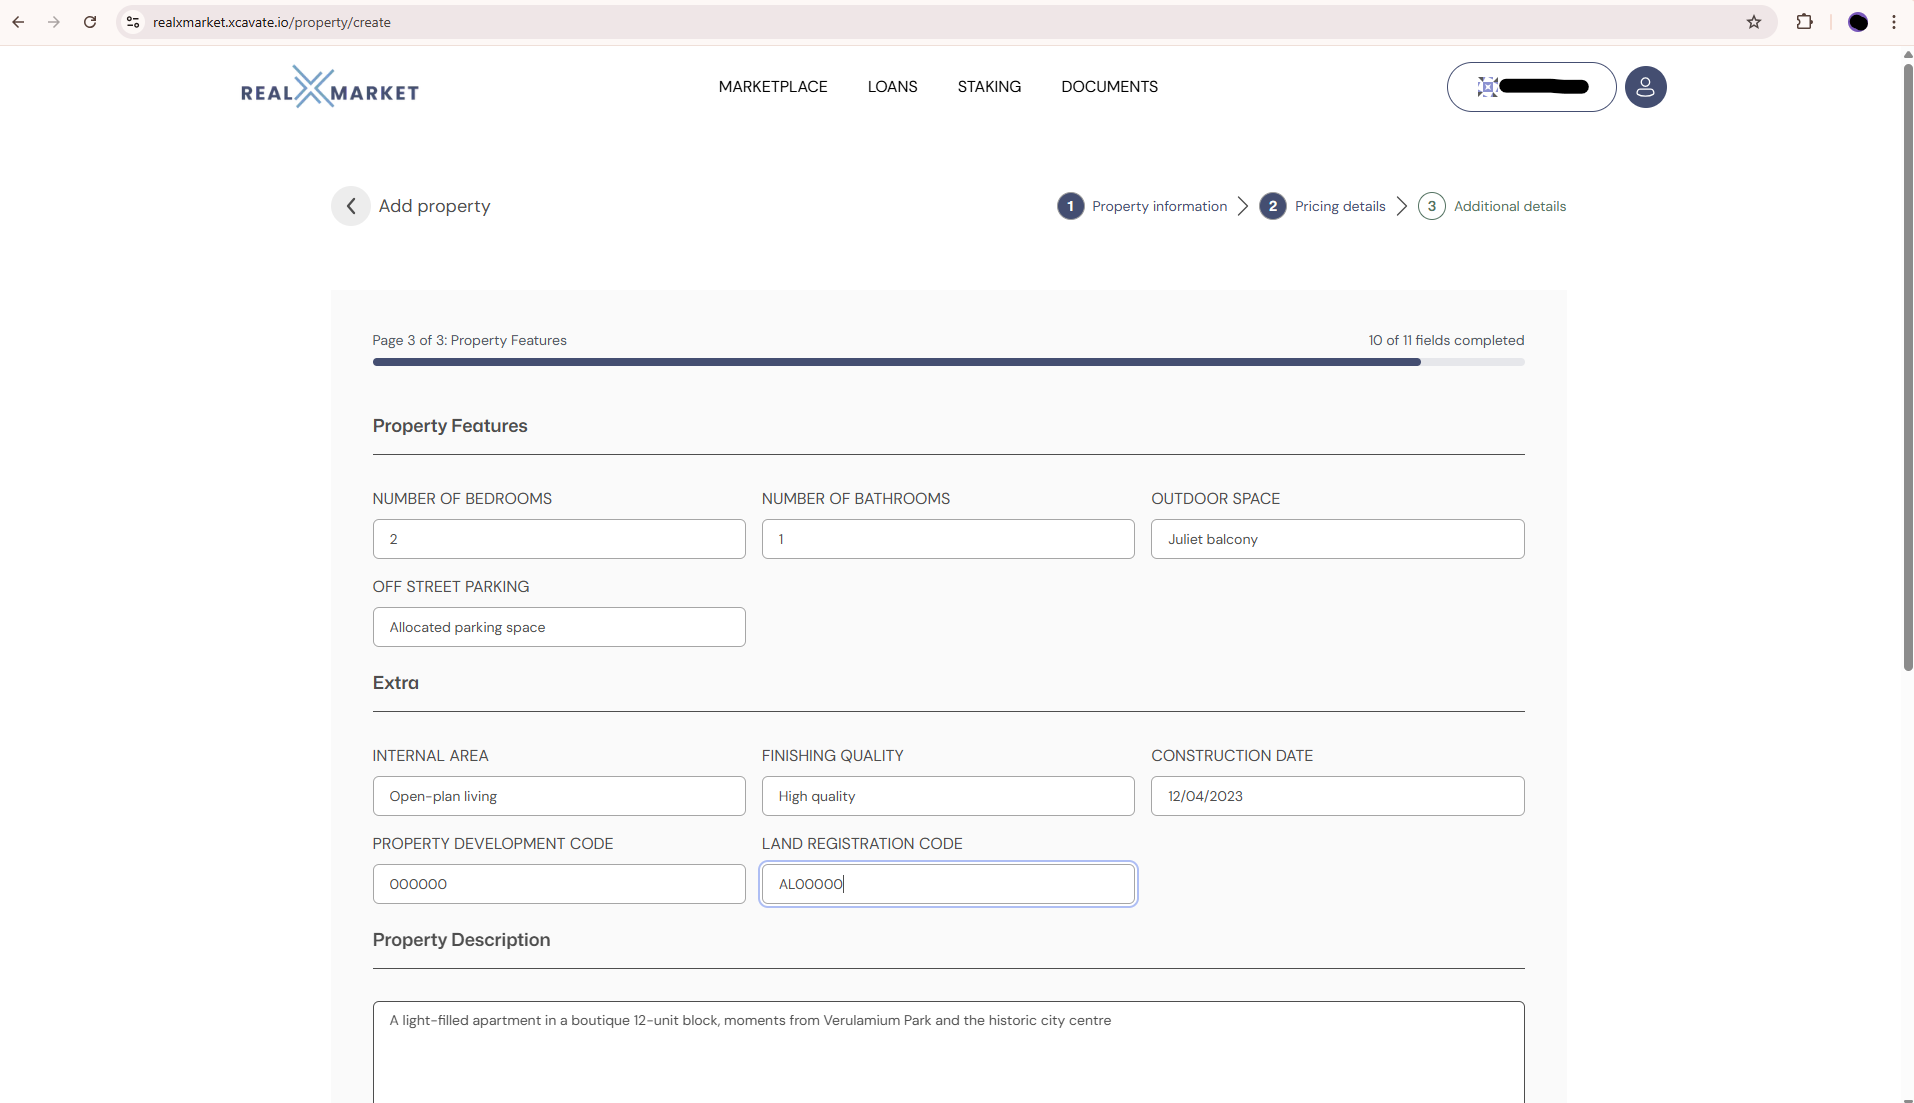 realxmarket.xcavate.io/property/create
REAL X MARKET
MARKETPLACE LOANS STAKING DOCUMENTS
Add property
1 Property information 2 Pricing details 3 Additional details
Page 3 of 3: Property Features 10 of 11 fields completed
Property Features
NUMBER OF BEDROOMS NUMBER OF BATHROOMS OUTDOOR SPACE
2 1 Juliet balcony
OFF STREET PARKING
Allocated parking space
Extra
INTERNAL AREA FINISHING QUALITY CONSTRUCTION DATE
Open-plan living High quality 12/04/2023
PROPERTY DEVELOPMENT CODE LAND REGISTRATION CODE
000000 AL00000
Property Description
A light-filled apartment in a boutique 12-unit block, moments from Verulamium Park and the historic city centre